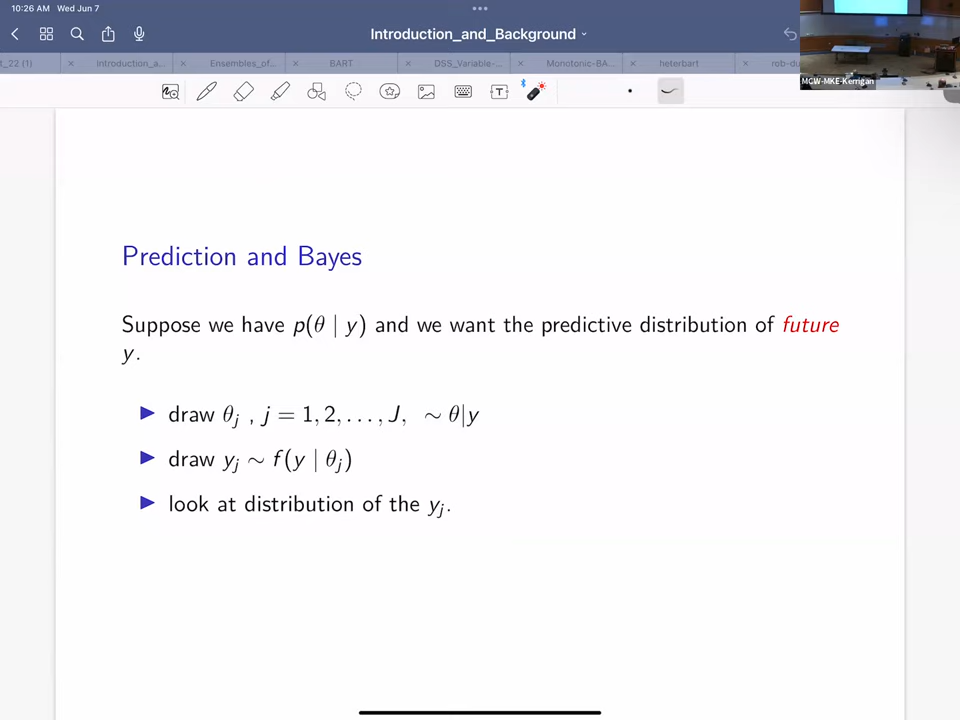 10:26 AM Wed Jun 7
Introduction_and_Background
t_22 (1)
Introduction_a...
Ensembles_of...
BART
DSS_Variable-...
Monotonic-BA...
heterbart
rob-du
MCW-MKE-Kerrigan
T
Prediction and Bayes
Suppose we have p(θ | y) and we want the predictive distribution of future
y.
▶ draw θj , j = 1, 2, . . . , J, ∼ θ|y
▶ draw yj ∼ f(y | θj)
▶ look at distribution of the yj.